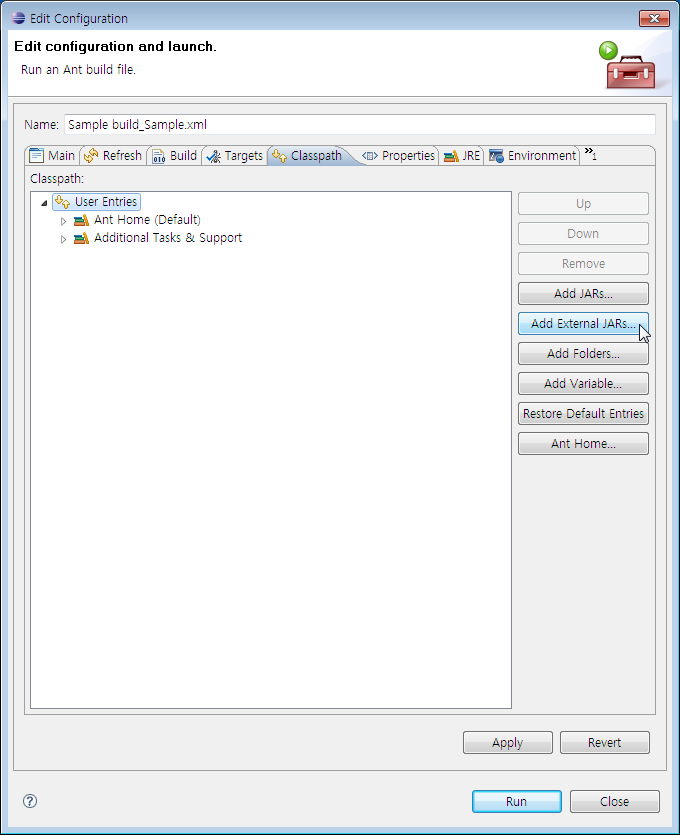 Edit Configuration
Edit configuration and launch.
Run an Ant build file.
Name: Sample build_Sample.xml
Main Refresh Build Targets Classpath Properties JRE Environment »1
Classpath:
User Entries
Ant Home (Default)
Additional Tasks & Support
Up
Down
Remove
Add JARs...
Add External JARs...
Add Folders...
Add Variable...
Restore Default Entries
Ant Home...
Apply Revert
? Run Close